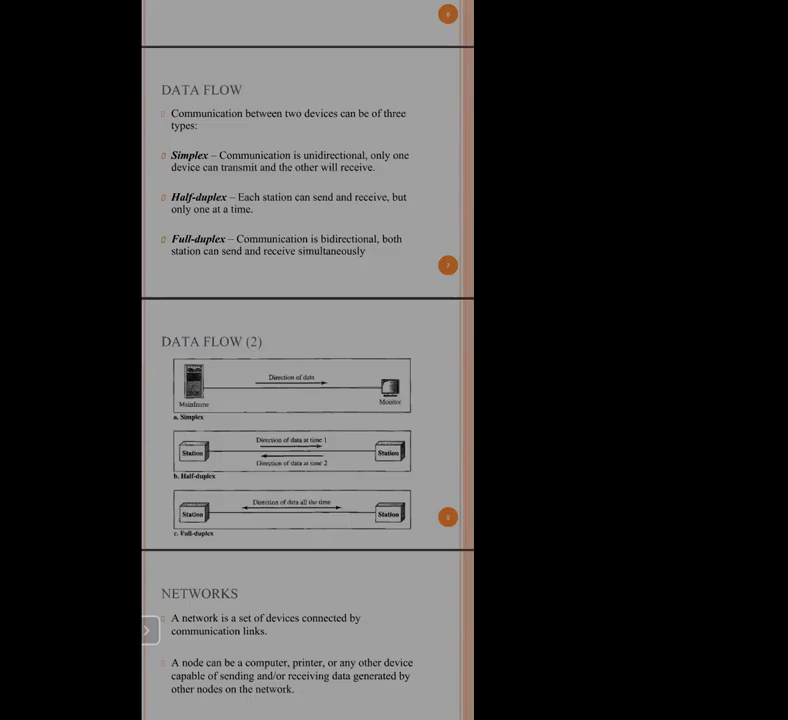 6
DATA FLOW
Communication between two devices can be of three
types:
Simplex – Communication is unidirectional, only one
device can transmit and the other will receive.
Half-duplex – Each station can send and receive, but
only one at a time.
Full-duplex – Communication is bidirectional, both
station can send and receive simultaneously
7
DATA FLOW (2)
Direction of data
Mainframe
Monitor
a. Simplex
Direction of data at time 1
Station
Station
Direction of data at time 2
b. Half-duplex
Direction of data all the time
Station
Station
c. Full-duplex
8
NETWORKS
A network is a set of devices connected by
communication links.
A node can be a computer, printer, or any other device
capable of sending and/or receiving data generated by
other nodes on the network.